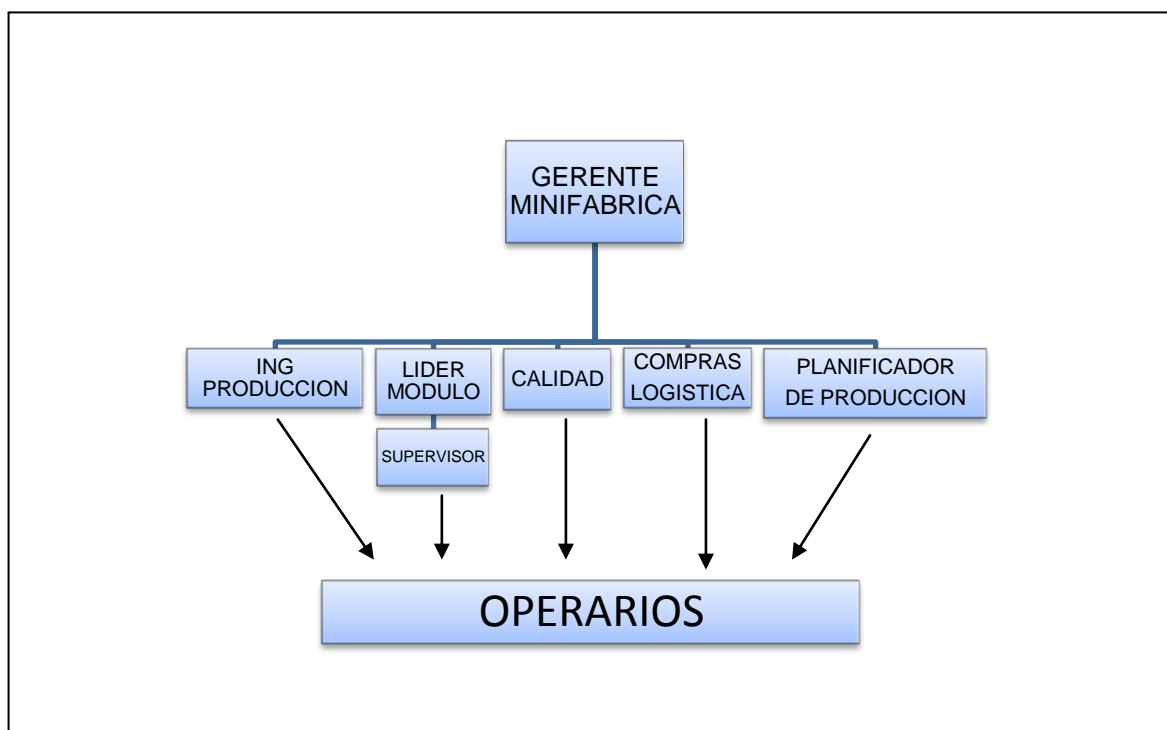 GERENTE
MINIFABRICA
ING
PRODUCCION
LIDER
MODULO
CALIDAD
COMPRAS
LOGISTICA
PLANIFICADOR
DE PRODUCCION
SUPERVISOR
OPERARIOS